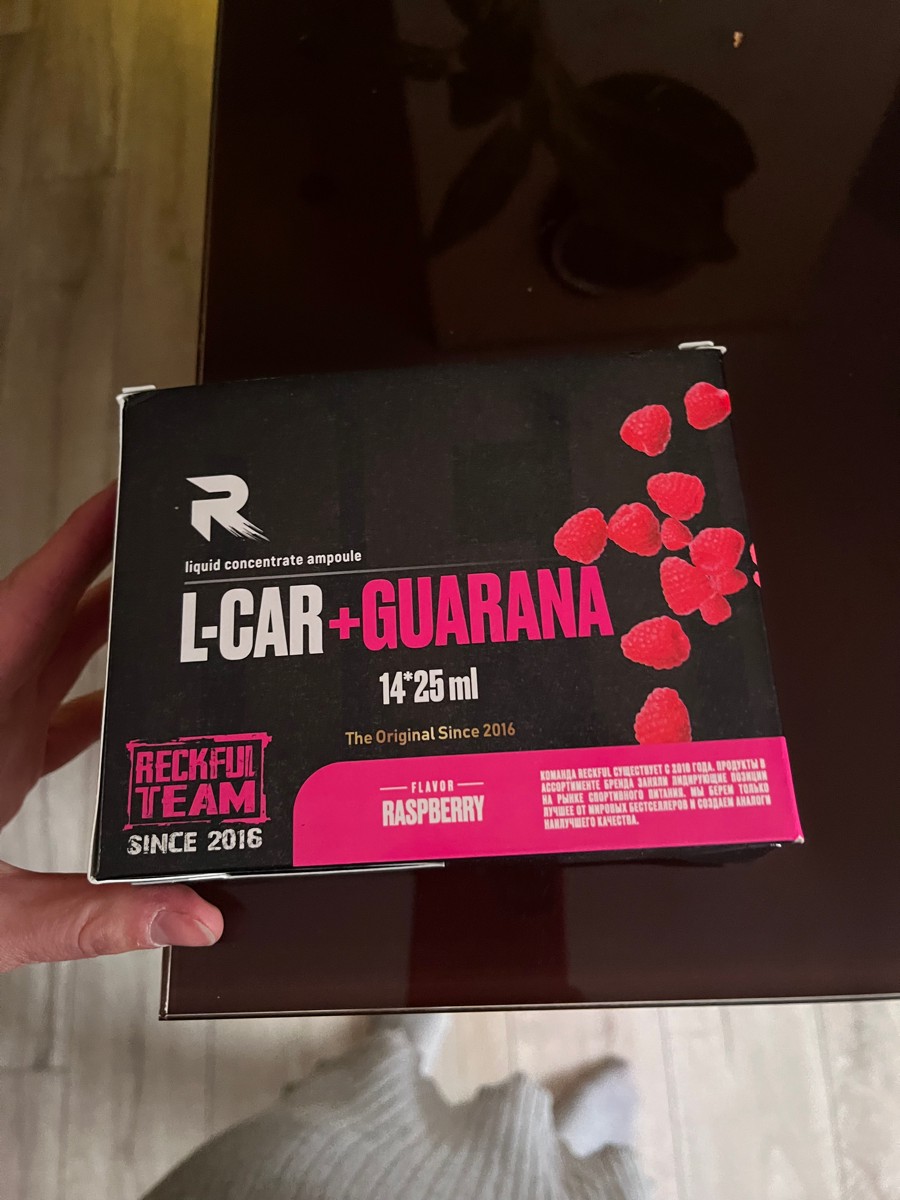 R
liquid concentrate ampoule
L-CAR+GUARANA
14*25 ml
The Original Since 2016
RECKFUL
TEAM
SINCE 2016
FLAVOR
RASPBERRY
КОМАНДА RECKFUL СУЩЕСТВУЕТ С 2016 ГОДА. ПРОДУКТЫ В
АССОРТИМЕНТЕ БРЕНДА ЗАНЯЛИ ЛИДИРУЮЩИЕ ПОЗИЦИИ
НА РЫНКЕ СПОРТИВНОГО ПИТАНИЯ. МЫ БЕРЕМ ТОЛЬКО
ЛУЧШЕЕ ОТ МИРОВЫХ БЕСТСЕЛЛЕРОВ И СОЗДАЕМ АНАЛОГИ
НАИЛУЧШЕГО КАЧЕСТВА.